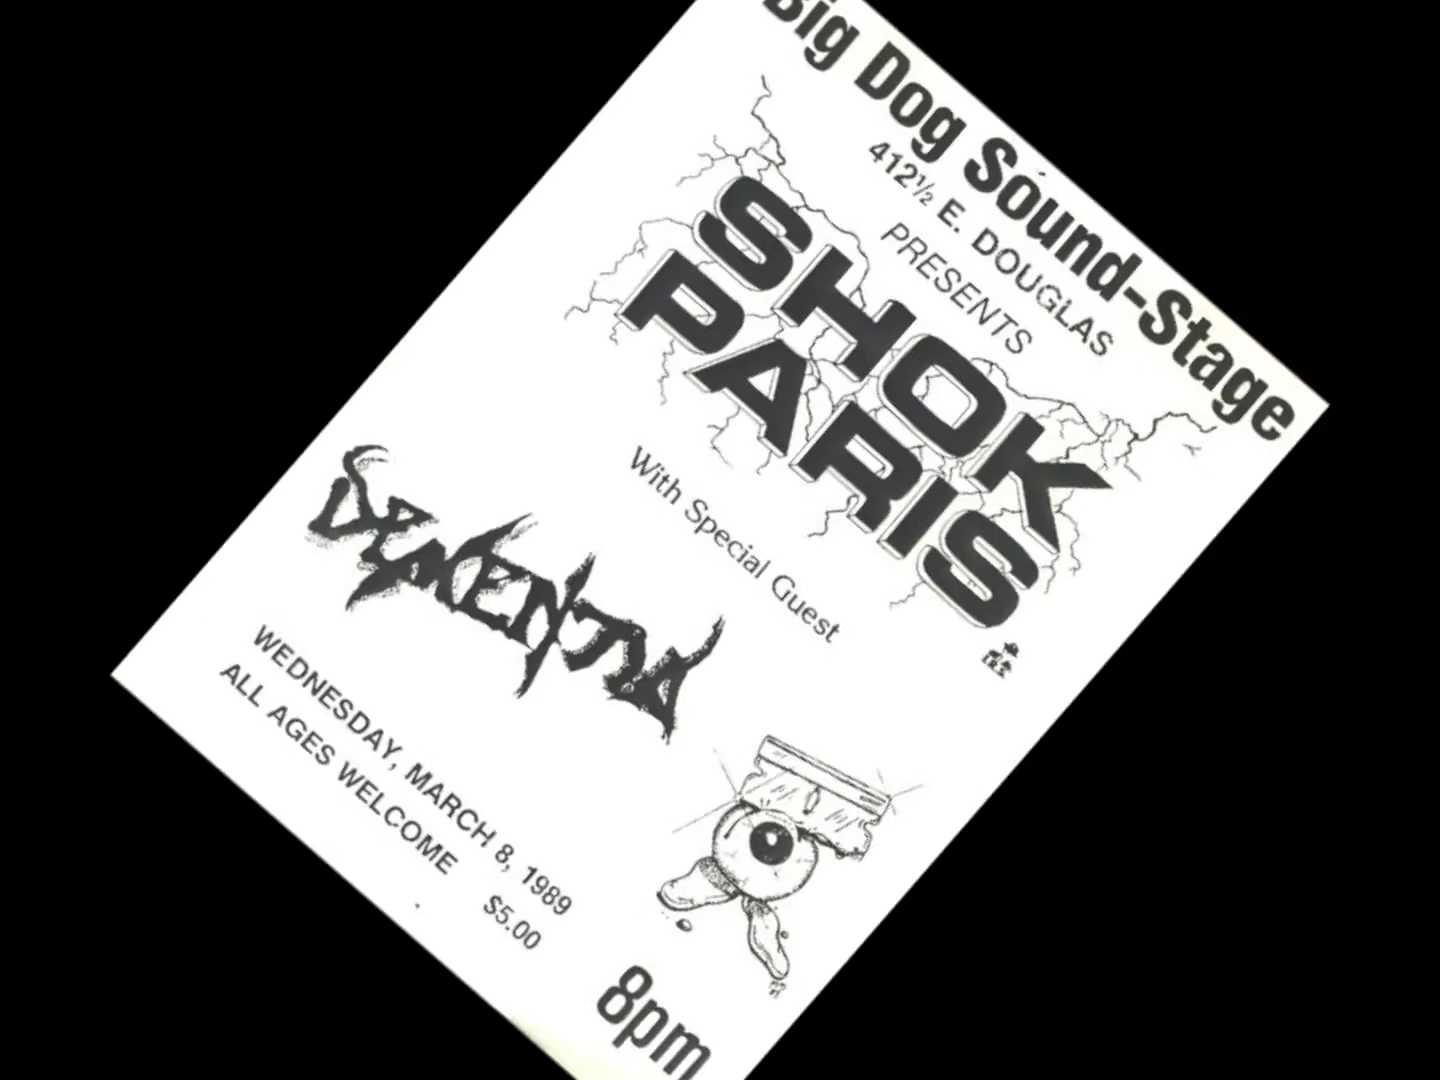 Big Dog Sound-Stage
412½ E. DOUGLAS
PRESENTS
SHOK
PARIS
With Special Guest
DEMENTIA
WEDNESDAY, MARCH 8, 1989
ALL AGES WELCOME $5.00
8pm